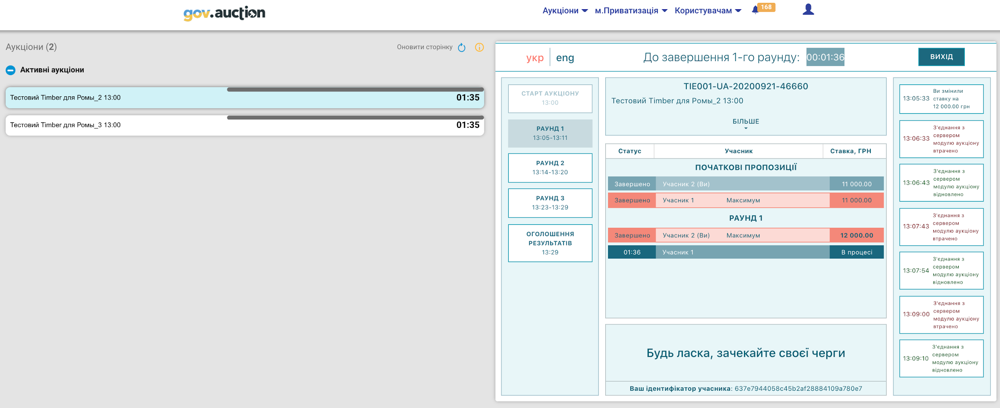 gov.auction
Аукціони
м.Приватизація
Користувачам
168
Аукціони (2)
Оновити сторінку
Активні аукціони
Тестовий Timber для Ромы_2 13:00
01:35
Тестовий Timber для Ромы_3 13:00
01:35
укр
eng
До завершення 1-го раунду: 00:01:36
ВИХІД
СТАРТ АУКЦІОНУ
13:00
РАУНД 1
13:05-13:11
РАУНД 2
13:14-13:20
РАУНД 3
13:23-13:29
ОГОЛОШЕННЯ
РЕЗУЛЬТАТІВ
13:29
TIE001-UA-20200921-46660
Тестовий Timber для Ромы_2 13:00
БІЛЬШЕ
Статус Учасник Ставка, ГРН
ПОЧАТКОВІ ПРОПОЗИЦІЇ
Завершено Учасник 2 (Ви) 11 000.00
Завершено Учасник 1 Максимум 11 000.00
РАУНД 1
Завершено Учасник 2 (Ви) Максимум 12 000.00
01:36 Учасник 1 В процесі
Будь ласка, зачекайте своєї черги
Ваш ідентифікатор учасника: 637e7944058c45b2af28884109a780e7
13:05:33
Ви змінили
ставку на
12 000.00 грн
13:06:33
З'єднання з
сервером
модулю аукціону
втрачено
13:06:43
З'єднання з
сервером
модулю аукціону
відновлено
13:07:43
З'єднання з
сервером
модулю аукціону
втрачено
13:07:54
З'єднання з
сервером
модулю аукціону
відновлено
13:09:00
З'єднання з
сервером
модулю аукціону
втрачено
13:09:10
З'єднання з
сервером
модулю аукціону
відновлено